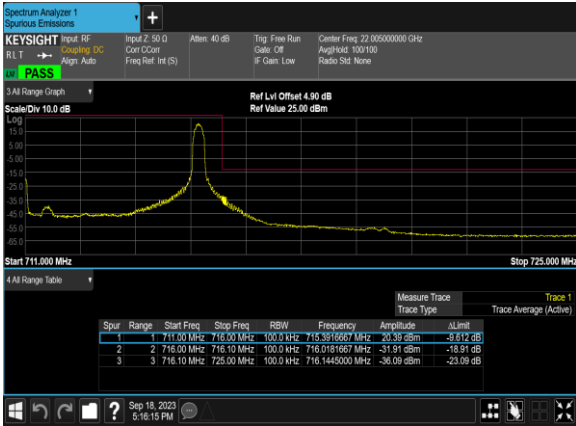 Spectrum Analyzer 1
Spurious Emissions
+
KEYSIGHT Input: RF Input Z: 50 Ω Atten: 40 dB Trig: Free Run Center Freq: 22.005000000 GHz
RLT Coupling: DC Corr CCorr Gate: Off Avg|Hold: 100/100
Align: Auto Freq Ref: Int (S) IF Gain: Low Radio Std: None
LW PASS
3 All Range Graph
Ref Lvl Offset 4.90 dB
Scale/Div 10.0 dB Ref Value 25.00 dBm
Log
15.0
5.00
-5.00
-15.0
-25.0
-35.0
-45.0
-55.0
-65.0
Start 711.000 MHz Stop 725.000 MHz
4 All Range Table
Measure Trace Trace 1
Trace Type Trace Average (Active)
Spur Range Start Freq Stop Freq RBW Frequency Amplitude ΔLimit
1 1 711.00 MHz 716.00 MHz 100.0 kHz 715.3916667 MHz 20.39 dBm -9.612 dB
2 2 716.00 MHz 716.10 MHz 100.0 kHz 716.0181667 MHz -31.91 dBm -18.91 dB
3 3 716.10 MHz 725.00 MHz 100.0 kHz 716.1445000 MHz -36.09 dBm -23.09 dB
?
Sep 18, 2023
5:16:15 PM